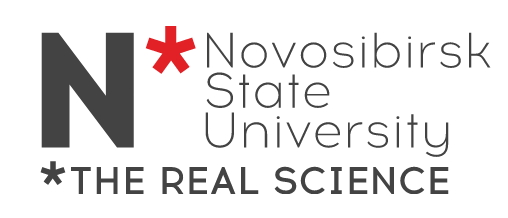 N*Novosibirsk
State
University
*THE REAL SCIENCE